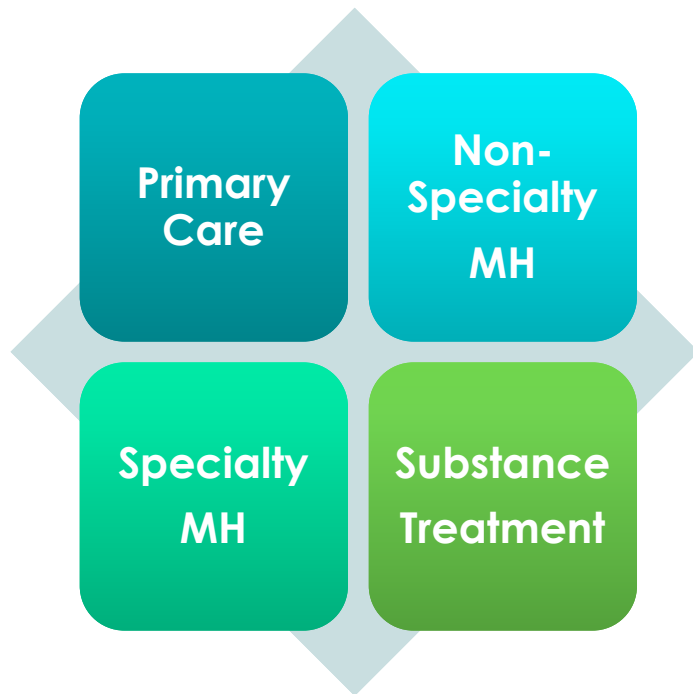 Primary
Care
Non-
Specialty
MH
Specialty
MH
Substance
Treatment